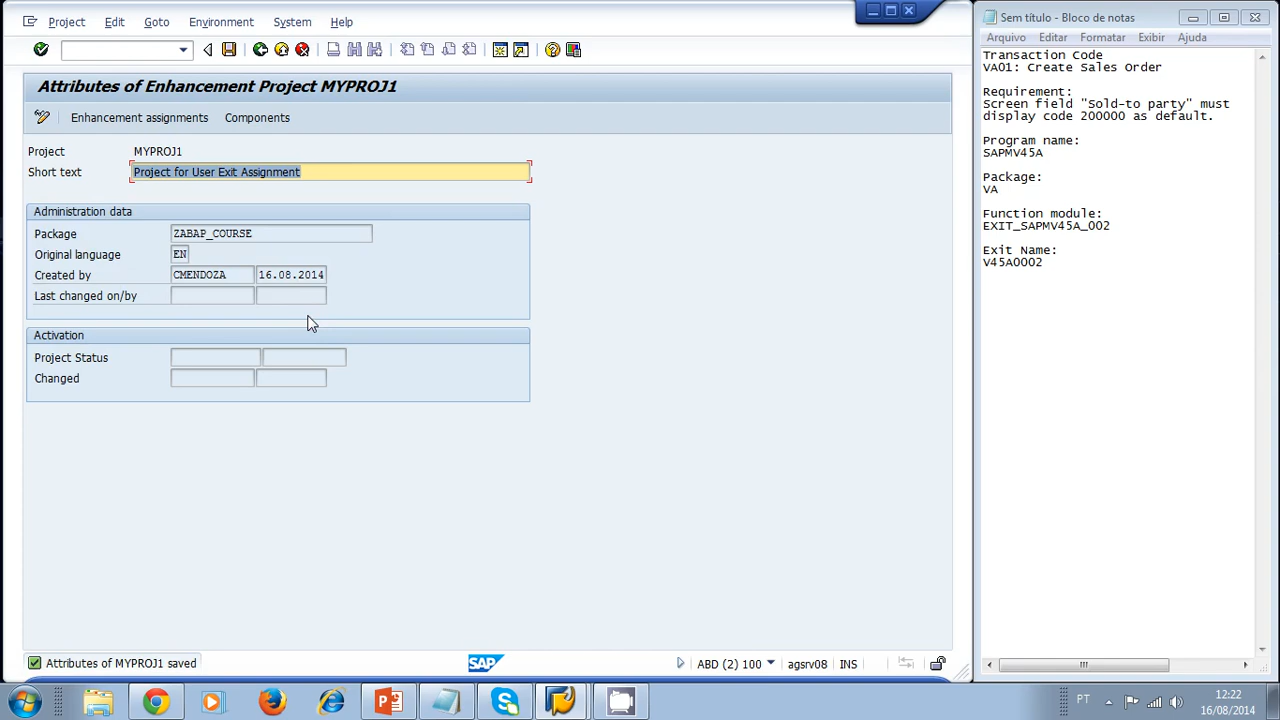 Project Edit Goto Environment System Help
Attributes of Enhancement Project MYPROJ1
Enhancement assignments Components
Project MYPROJ1
Short text Project for User Exit Assignment
Administration data
Package ZABAP_COURSE
Original language EN
Created by CMENDOZA 16.08.2014
Last changed on/by
Activation
Project Status
Changed
Attributes of MYPROJ1 saved
SAP
ABD (2) 100 agsrv08 INS
Sem título - Bloco de notas
Arquivo Editar Formatar Exibir Ajuda
Transaction Code
VA01: Create Sales Order
Requirement:
Screen field "Sold-to party" must
display code 200000 as default.
Program name:
SAPMV45A
Package:
VA
Function module:
EXIT_SAPMV45A_002
Exit Name:
V45A0002
PT
12:22
16/08/2014